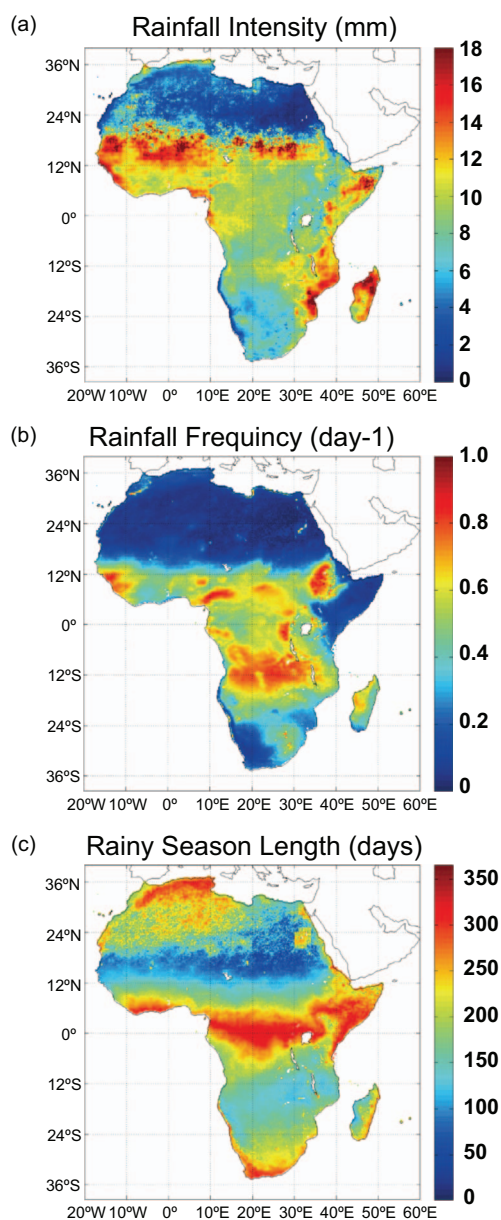 (a) Rainfall Intensity (mm)
36ºN
24ºN
12ºN
0º
12ºS
24ºS
36ºS
20ºW 10ºW 0º 10ºE 20ºE 30ºE 40ºE 50ºE 60ºE
18
16
14
12
10
8
6
4
2
0
(b) Rainfall Frequincy (day-1)
36ºN
24ºN
12ºN
0ºN
12ºS
24ºS
36ºS
20ºW 10ºW 0º 10ºE 20ºE 30ºE 40ºE 50ºE 60ºE
1.0
0.8
0.6
0.4
0.2
0
(c) Rainy Season Length (days)
36ºN
24ºN
12ºN
0ºN
12ºS
24ºS
36ºS
20ºW 10ºW 0º 10ºE 20ºE 30ºE 40ºE 50ºE 60ºE
350
300
250
200
150
100
50
0